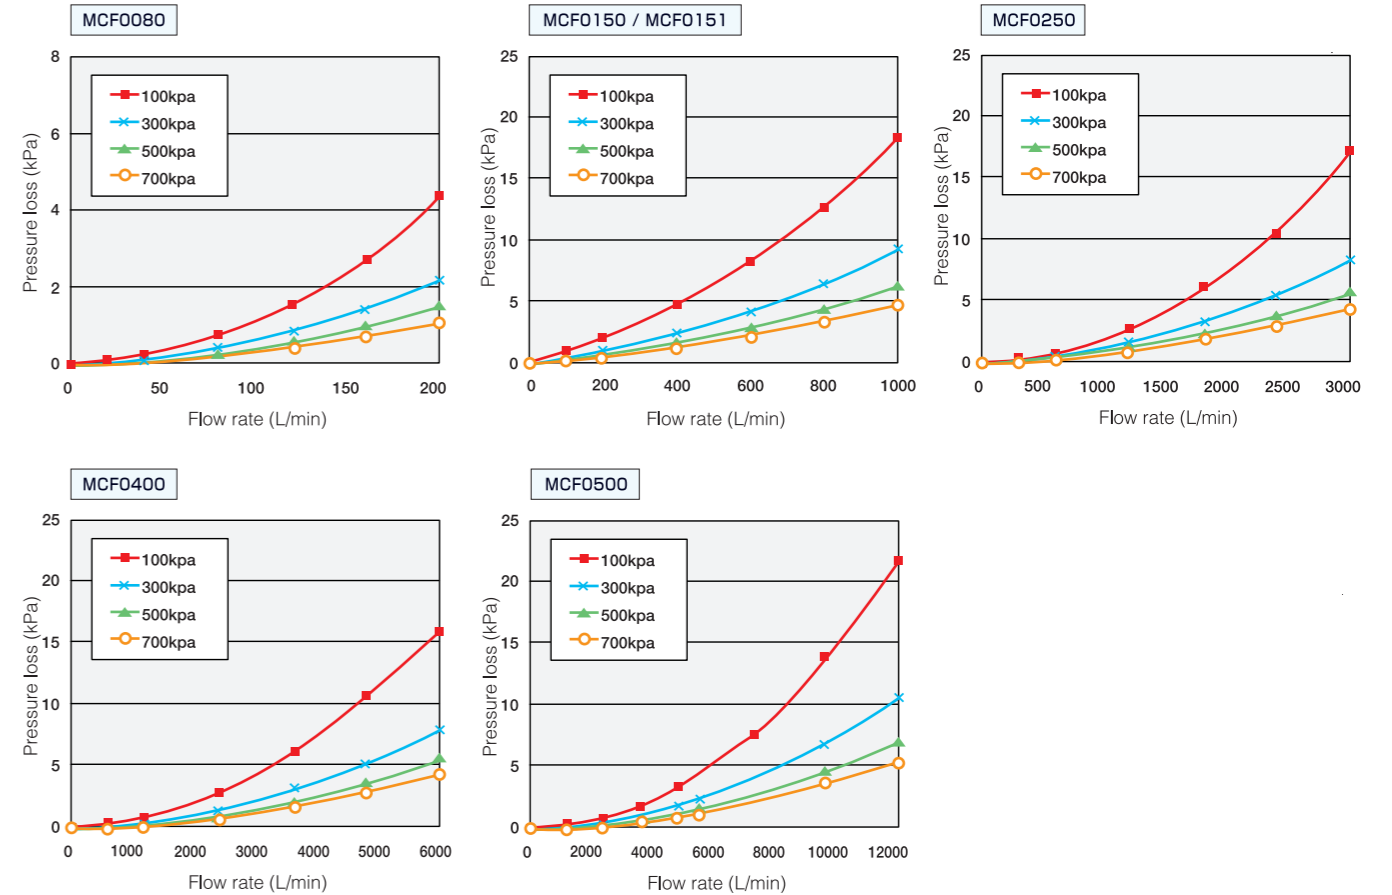 MCF0080
8
6
4
2
0
Pressure loss (kPa)
100kpa
300kpa
500kpa
700kpa
0 50 100 150 200
Flow rate (L/min)
MCF0150 / MCF0151
25
20
15
10
5
0
Pressure loss (kPa)
100kpa
300kpa
500kpa
700kpa
0 200 400 600 800 1000
Flow rate (L/min)
MCF0250
25
20
15
10
5
0
Pressure loss (kPa)
100kpa
300kpa
500kpa
700kpa
0 500 1000 1500 2000 2500 3000
Flow rate (L/min)
MCF0400
25
20
15
10
5
0
Pressure loss (kPa)
100kpa
300kpa
500kpa
700kpa
0 1000 2000 3000 4000 5000 6000
Flow rate (L/min)
MCF0500
25
20
15
10
5
0
Pressure loss (kPa)
100kpa
300kpa
500kpa
700kpa
0 2000 4000 6000 8000 10000 12000
Flow rate (L/min)